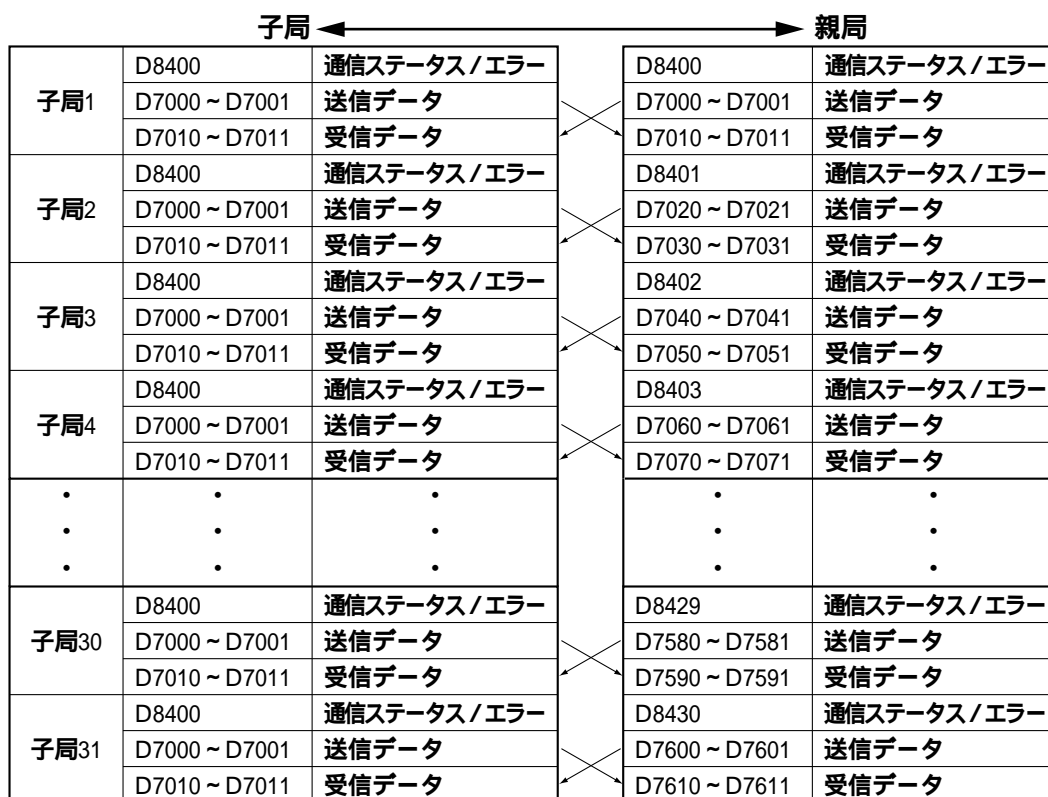 子局 親局
D8400 通信ステータス / エラー D8400 通信ステータス / エラー
子局1 D7000 ~ D7001 送信データ D7000 ~ D7001 送信データ
D7010 ~ D7011 受信データ D7010 ~ D7011 受信データ
D8400 通信ステータス / エラー D8401 通信ステータス / エラー
子局2 D7000 ~ D7001 送信データ D7020 ~ D7021 送信データ
D7010 ~ D7011 受信データ D7030 ~ D7031 受信データ
D8400 通信ステータス / エラー D8402 通信ステータス / エラー
子局3 D7000 ~ D7001 送信データ D7040 ~ D7041 送信データ
D7010 ~ D7011 受信データ D7050 ~ D7051 受信データ
D8400 通信ステータス / エラー D8403 通信ステータス / エラー
子局4 D7000 ~ D7001 送信データ D7060 ~ D7061 送信データ
D7010 ~ D7011 受信データ D7070 ~ D7071 受信データ
・ ・ ・ ・ ・
・ ・ ・ ・ ・
・ ・ ・ ・ ・
D8400 通信ステータス / エラー D8429 通信ステータス / エラー
子局30 D7000 ~ D7001 送信データ D7580 ~ D7581 送信データ
D7010 ~ D7011 受信データ D7590 ~ D7591 受信データ
D8400 通信ステータス / エラー D8430 通信ステータス / エラー
子局31 D7000 ~ D7001 送信データ D7600 ~ D7601 送信データ
D7010 ~ D7011 受信データ D7610 ~ D7611 受信データ